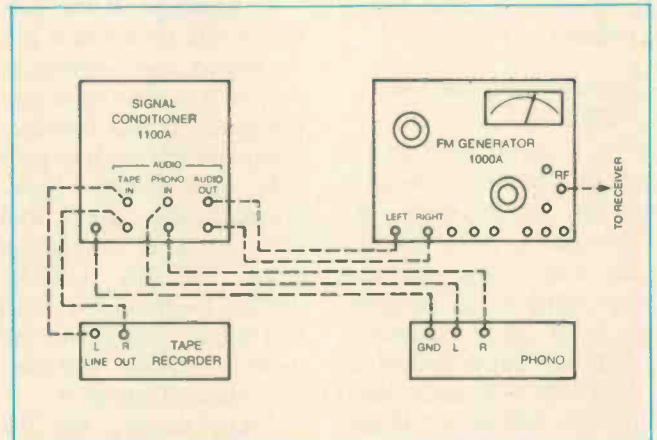 SIGNAL
CONDITIONER
1100A
AUDIO
TAPE PHONO AUDIO
IN IN OUT
FM GENERATOR
1000A
RF
TO RECEIVER
LEFT RIGHT
L R
LINE OUT
TAPE
RECORDER
GND L R
PHONO